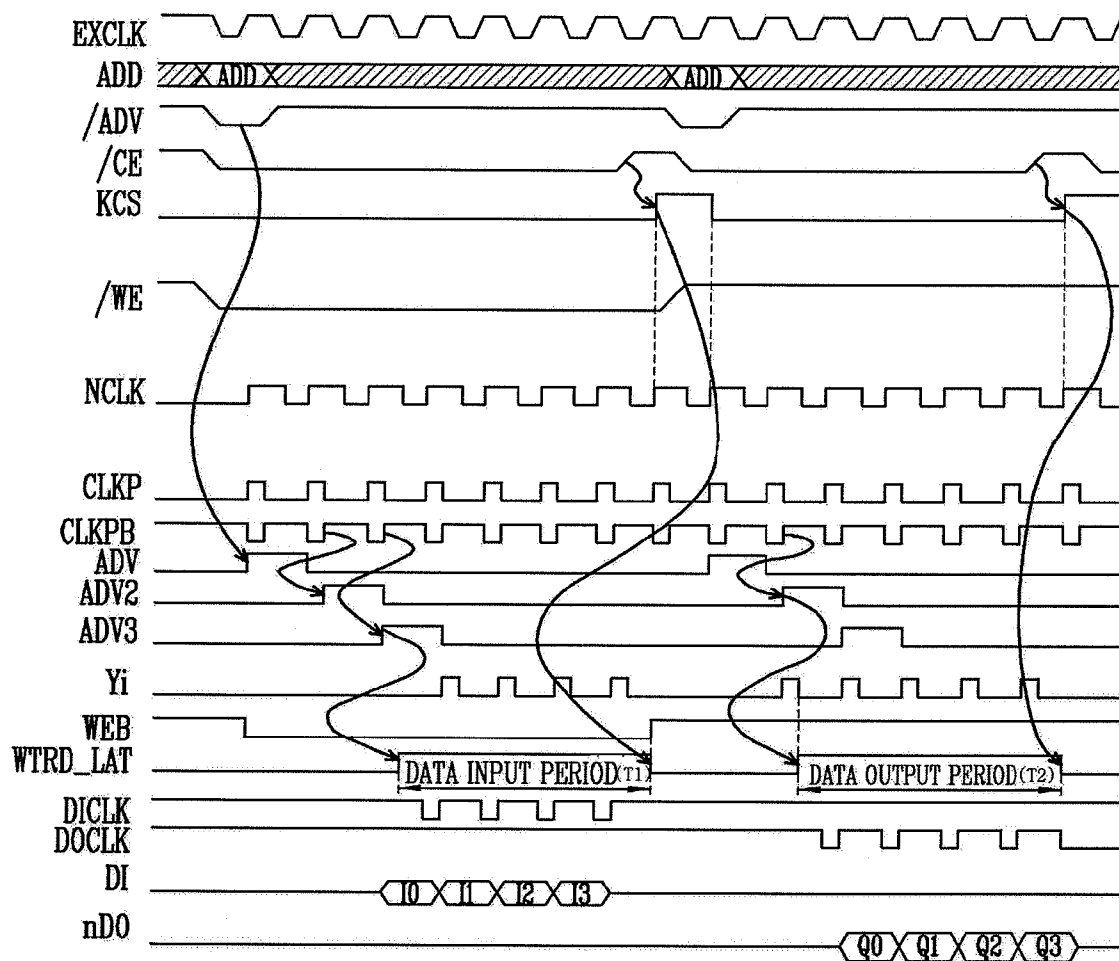 EXCLK
ADD ADD ADD
/ADV
/CE
KCS
/WE
NCLK
CLKP
CLKPB
ADV
ADV2
ADV3
Yi
WEB
WTRD_LAT DATA INPUT PERIOD(T1) DATA OUTPUT PERIOD(T2)
DICLK
DOCLK
DI I0 I1 I2 I3
nDO Q0 Q1 Q2 Q3